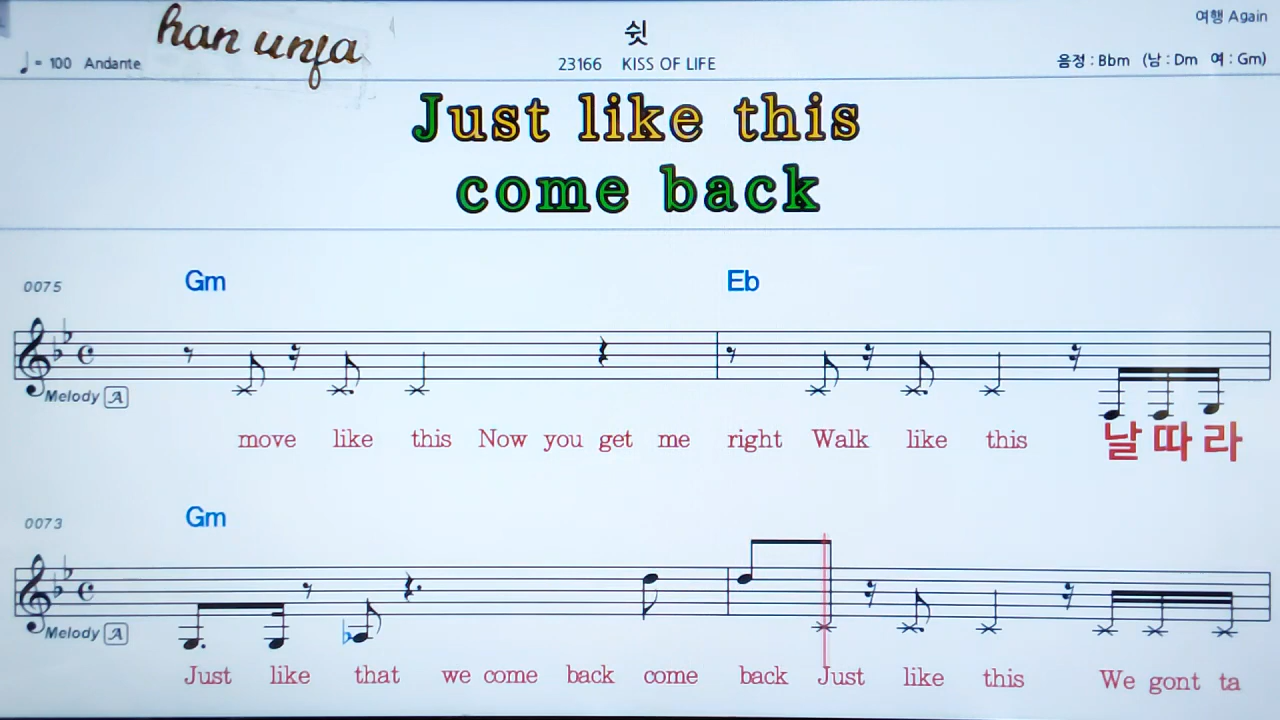 han unfa
쉿
여행 Again
♩ = 100 Andante
23166 KISS OF LIFE
음정 : Bbm (남 : Dm 여 : Gm)
Just like this
come back
0075 Gm Eb
Melody A
move like this Now you get me right Walk like this 날 따 라
0073 Gm
Melody A
Just like that we come back come back Just like this We gont ta